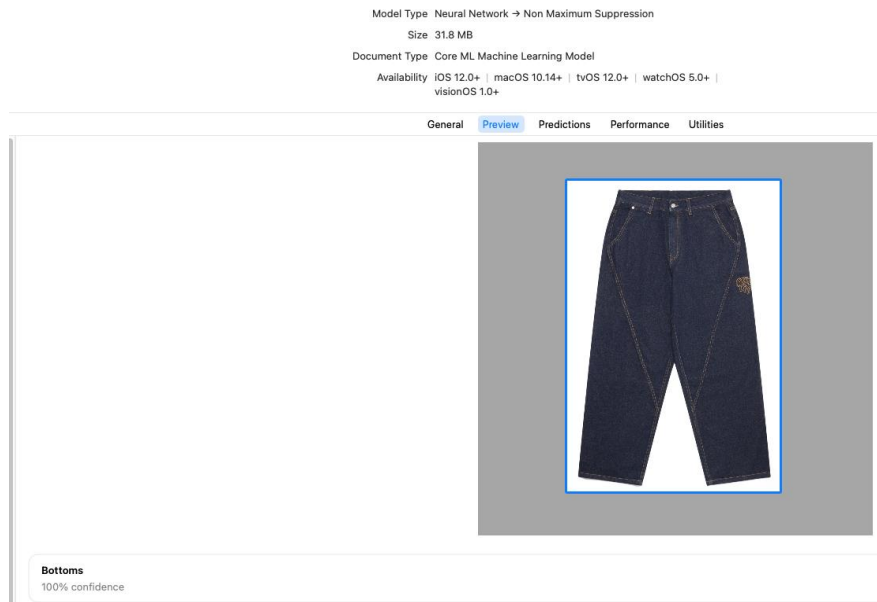 Model Type Neural Network → Non Maximum Suppression
Size 31.8 MB
Document Type Core ML Machine Learning Model
Availability iOS 12.0+ | macOS 10.14+ | tvOS 12.0+ | watchOS 5.0+ |
visionOS 1.0+
General Preview Predictions Performance Utilities
Bottoms
100% confidence